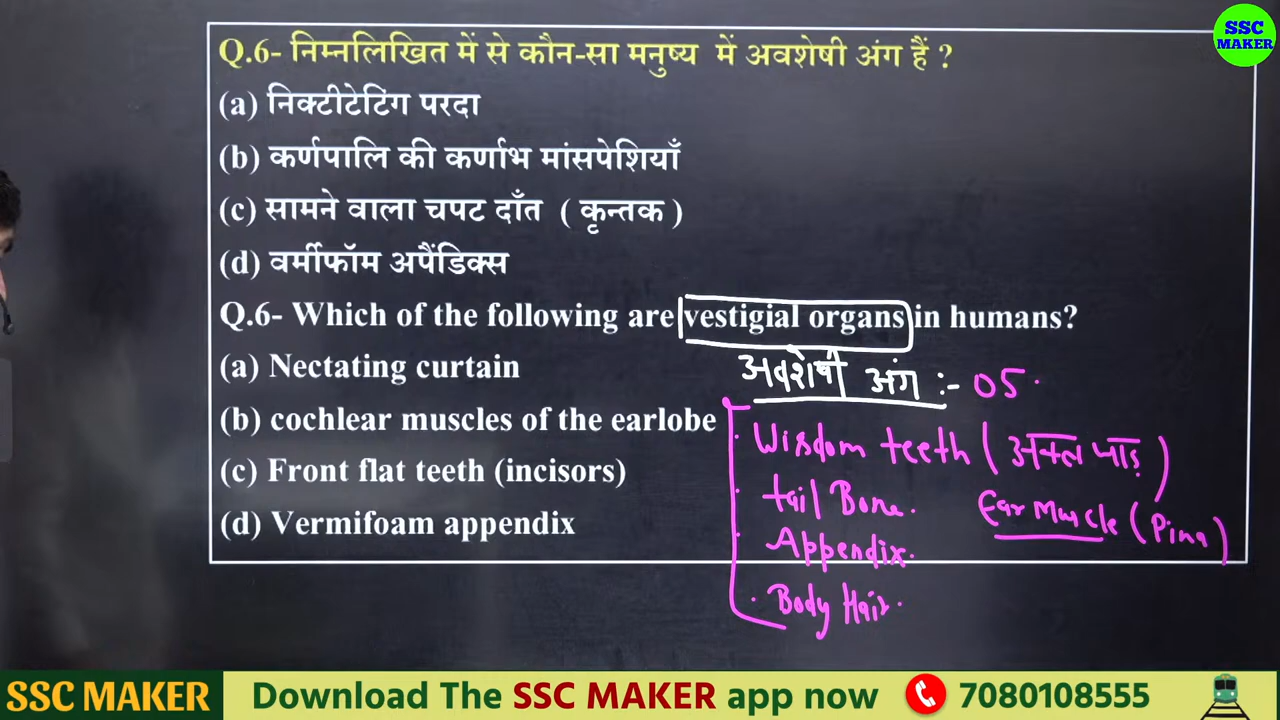 SSC
MAKER
Q.6- निम्नलिखित में से कौन-सा मनुष्य में अवशेषी अंग हैं ?
(a) निक्टीटेटिंग परदा
(b) कर्णपालि की कर्णाभ मांसपेशियाँ
(c) सामने वाला चपट दाँत ( कृन्तक )
(d) वर्मीफॉम अपैंडिक्स
Q.6- Which of the following are vestigial organs in humans?
(a) Nectating curtain
अवशेषी अंग :- 05
(b) cochlear muscles of the earlobe
Wisdom teeth (अक्ल दाढ़)
(c) Front flat teeth (incisors)
tail Bone.
Ear Muscle (Pina)
(d) Vermifoam appendix
Appendix.
Body Hair.
SSC MAKER Download The SSC MAKER app now 7080108555